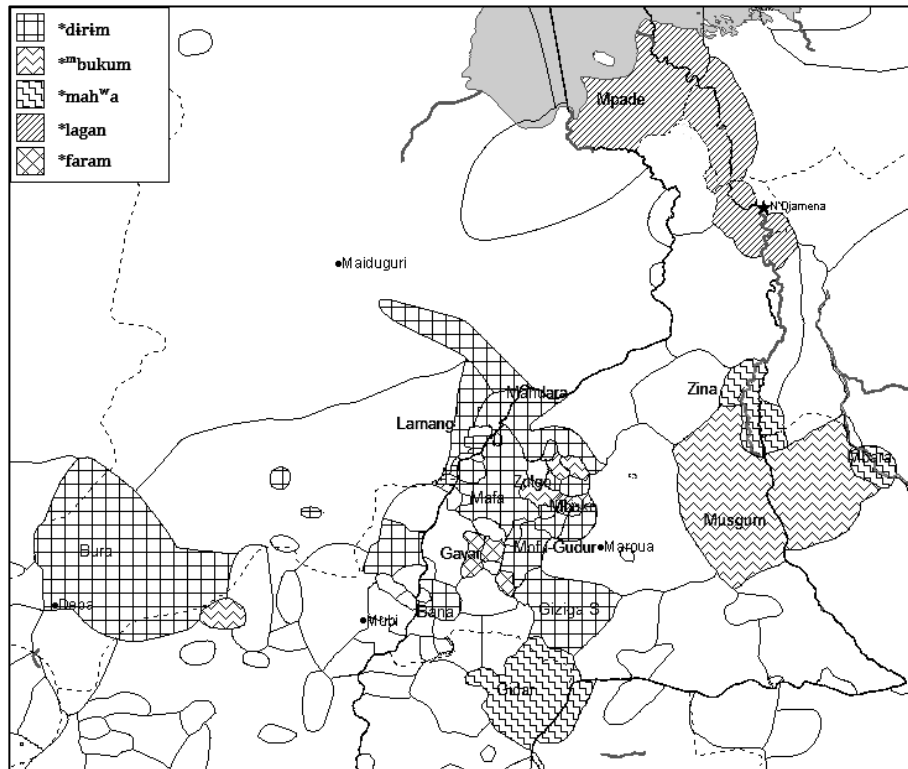 *dɨrɨm
*ᵐbukum
*mahʷa
*lagan
*faram
Mpade
N'Djamena
Maiduguri
Mandara
Zina
Lamang
Mbara
Zulgo
Mafa
Musgum
Bura
Gavar
Mofu-Gudur
Maroua
Depa
Bana
Giziga S
Mubi
Gidar